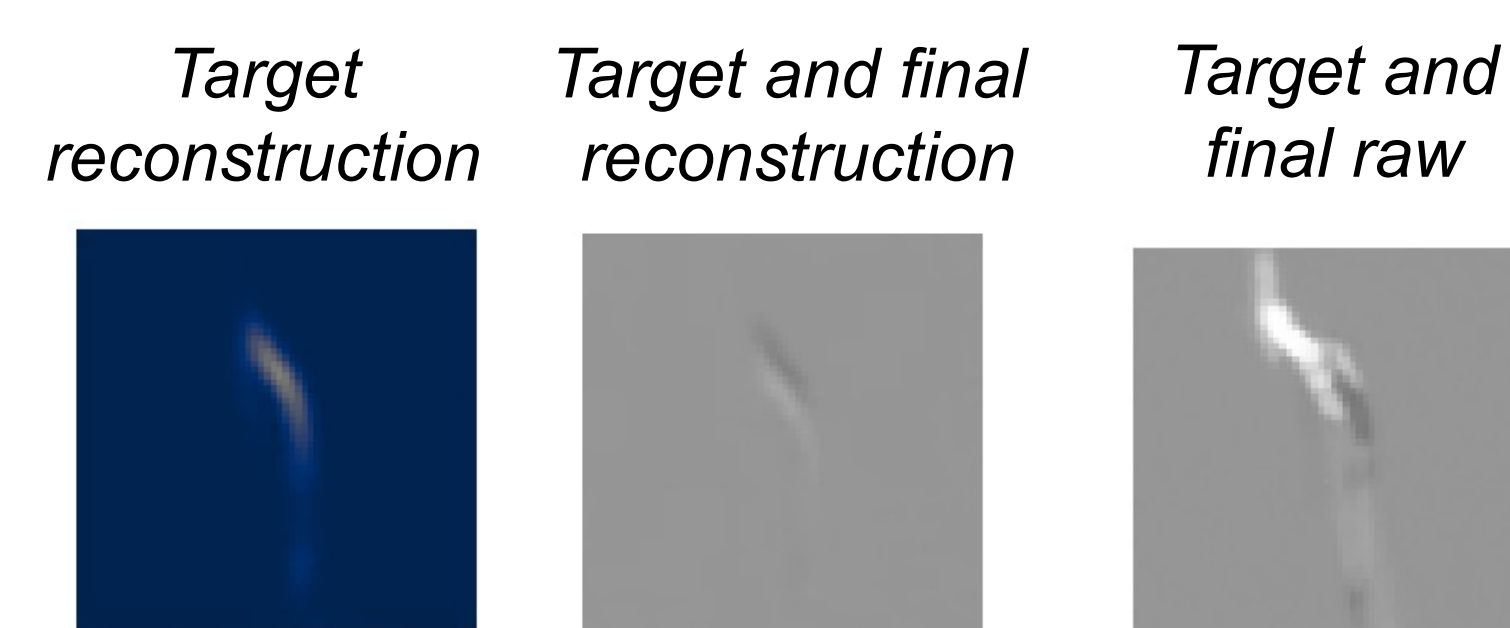 Target
reconstruction
Target and final
reconstruction
Target and
final raw